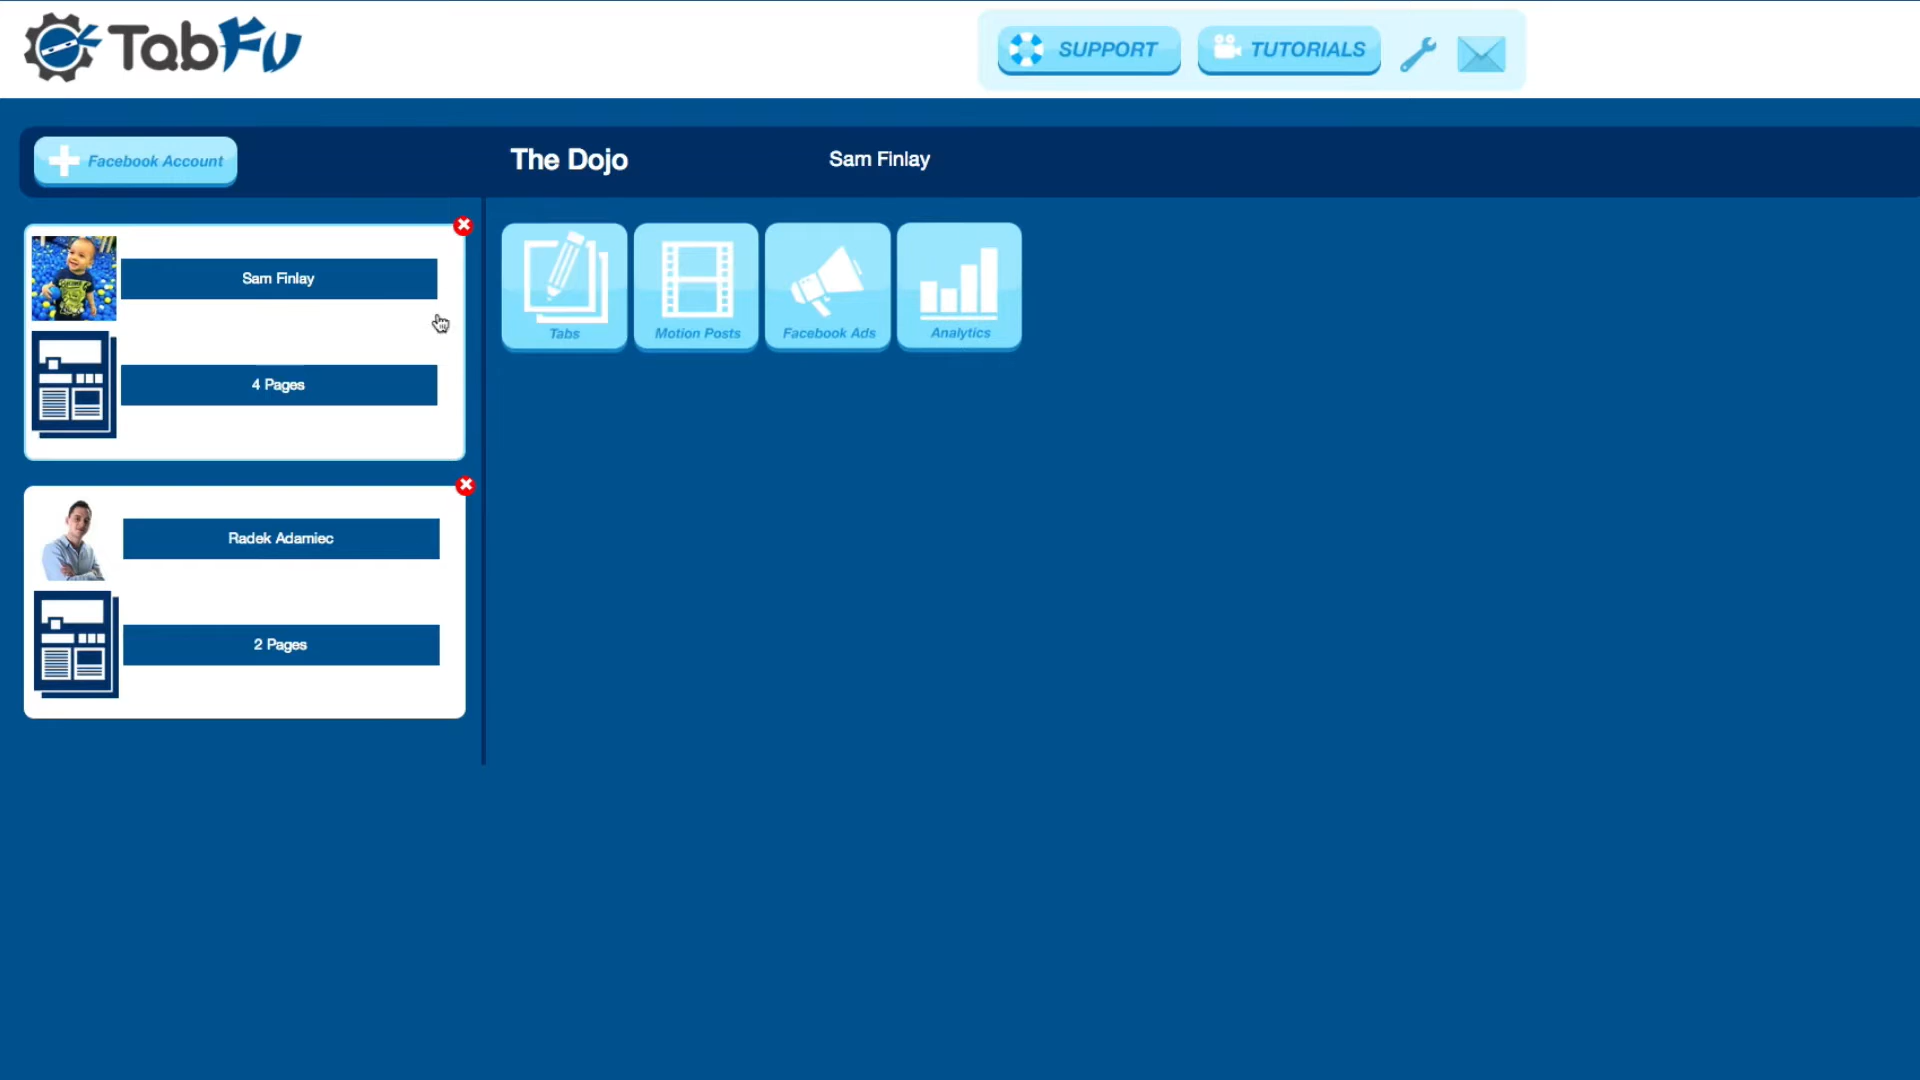 TabFu
SUPPORT
TUTORIALS
Facebook Account
The Dojo
Sam Finlay
Sam Finlay
4 Pages
Radek Adamiec
2 Pages
Tabs
Motion Posts
Facebook Ads
Analytics